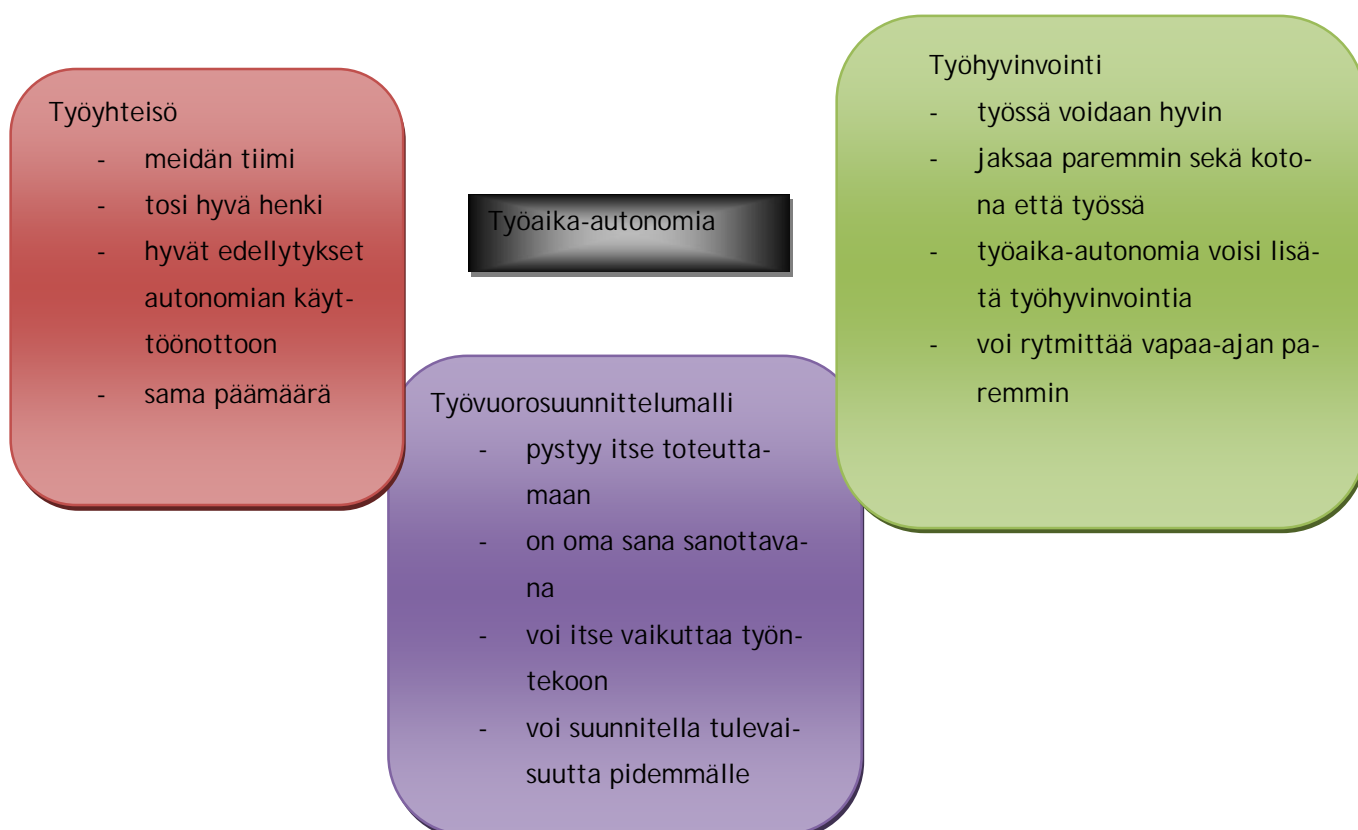 Työyhteisö
- meidän tiimi
- tosi hyvä henki
- hyvät edellytykset
autonomian käyt-
töönottoon
- sama päämäärä
Työaika-autonomia
Työhyvinvointi
- työssä voidaan hyvin
- jaksaa paremmin sekä koto-
na että työssä
- työaika-autonomia voisi lisä-
tä työhyvinvointia
- voi rytmittää vapaa-ajan pa-
remmin
Työvuorosuunnittelumalli
- pystyy itse toteutta-
maan
- on oma sana sanottava-
na
- voi itse vaikuttaa työn-
tekoon
- voi suunnitella tulevai-
suutta pidemmälle